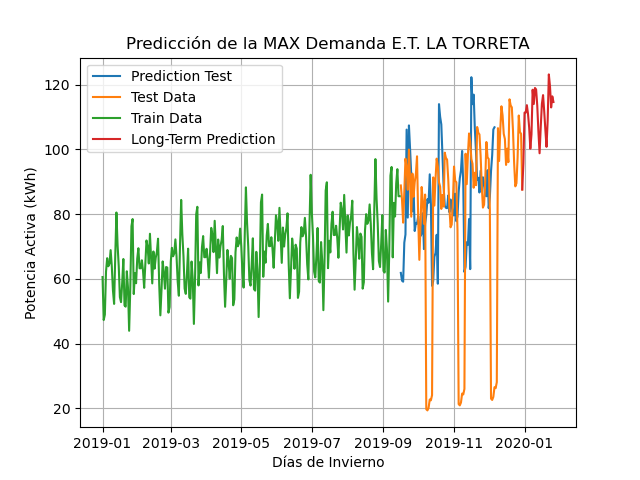 Predicción de la MAX Demanda E.T. LA TORRETA
Prediction Test
Test Data
Train Data
Long-Term Prediction
Potencia Activa (kWh)
120
100
80
60
40
20
2019-01 2019-03 2019-05 2019-07 2019-09 2019-11 2020-01
Días de Invierno